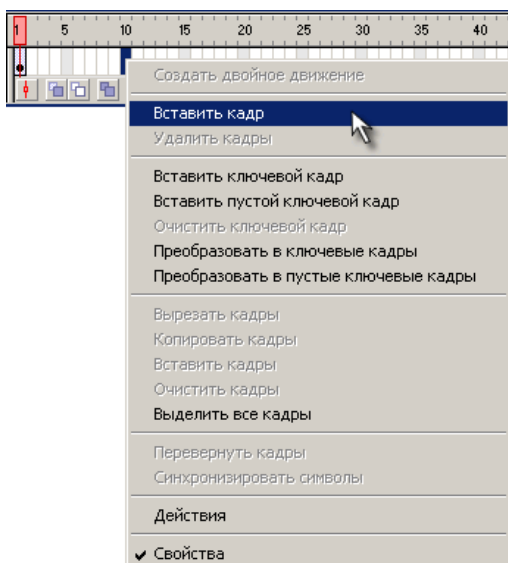 1 5 10 15 20 25 30 35 40
Создать двойное движение
Вставить кадр
Удалить кадры
Вставить ключевой кадр
Вставить пустой ключевой кадр
Очистить ключевой кадр
Преобразовать в ключевые кадры
Преобразовать в пустые ключевые кадры
Вырезать кадры
Копировать кадры
Вставить кадры
Очистить кадры
Выделить все кадры
Перевернуть кадры
Синхронизировать символы
Действия
Свойства